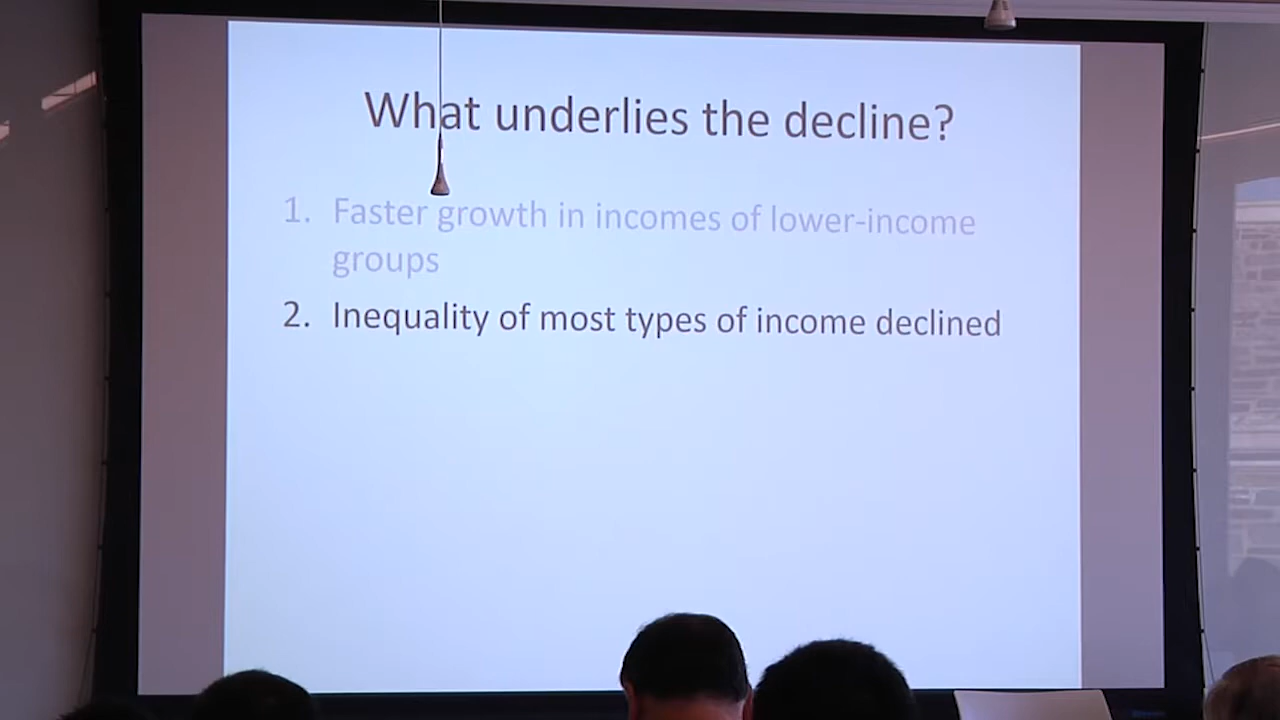 What underlies the decline?
1. Faster growth in incomes of lower-income
groups
2. Inequality of most types of income declined